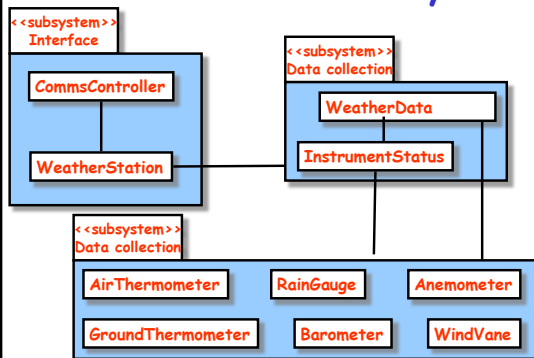 <<subsystem>>
Interface
CommsController
WeatherStation
<<subsystem>>
Data collection
WeatherData
InstrumentStatus
<<subsystem>>
Data collection
AirThermometer
RainGauge
Anemometer
GroundThermometer
Barometer
WindVane